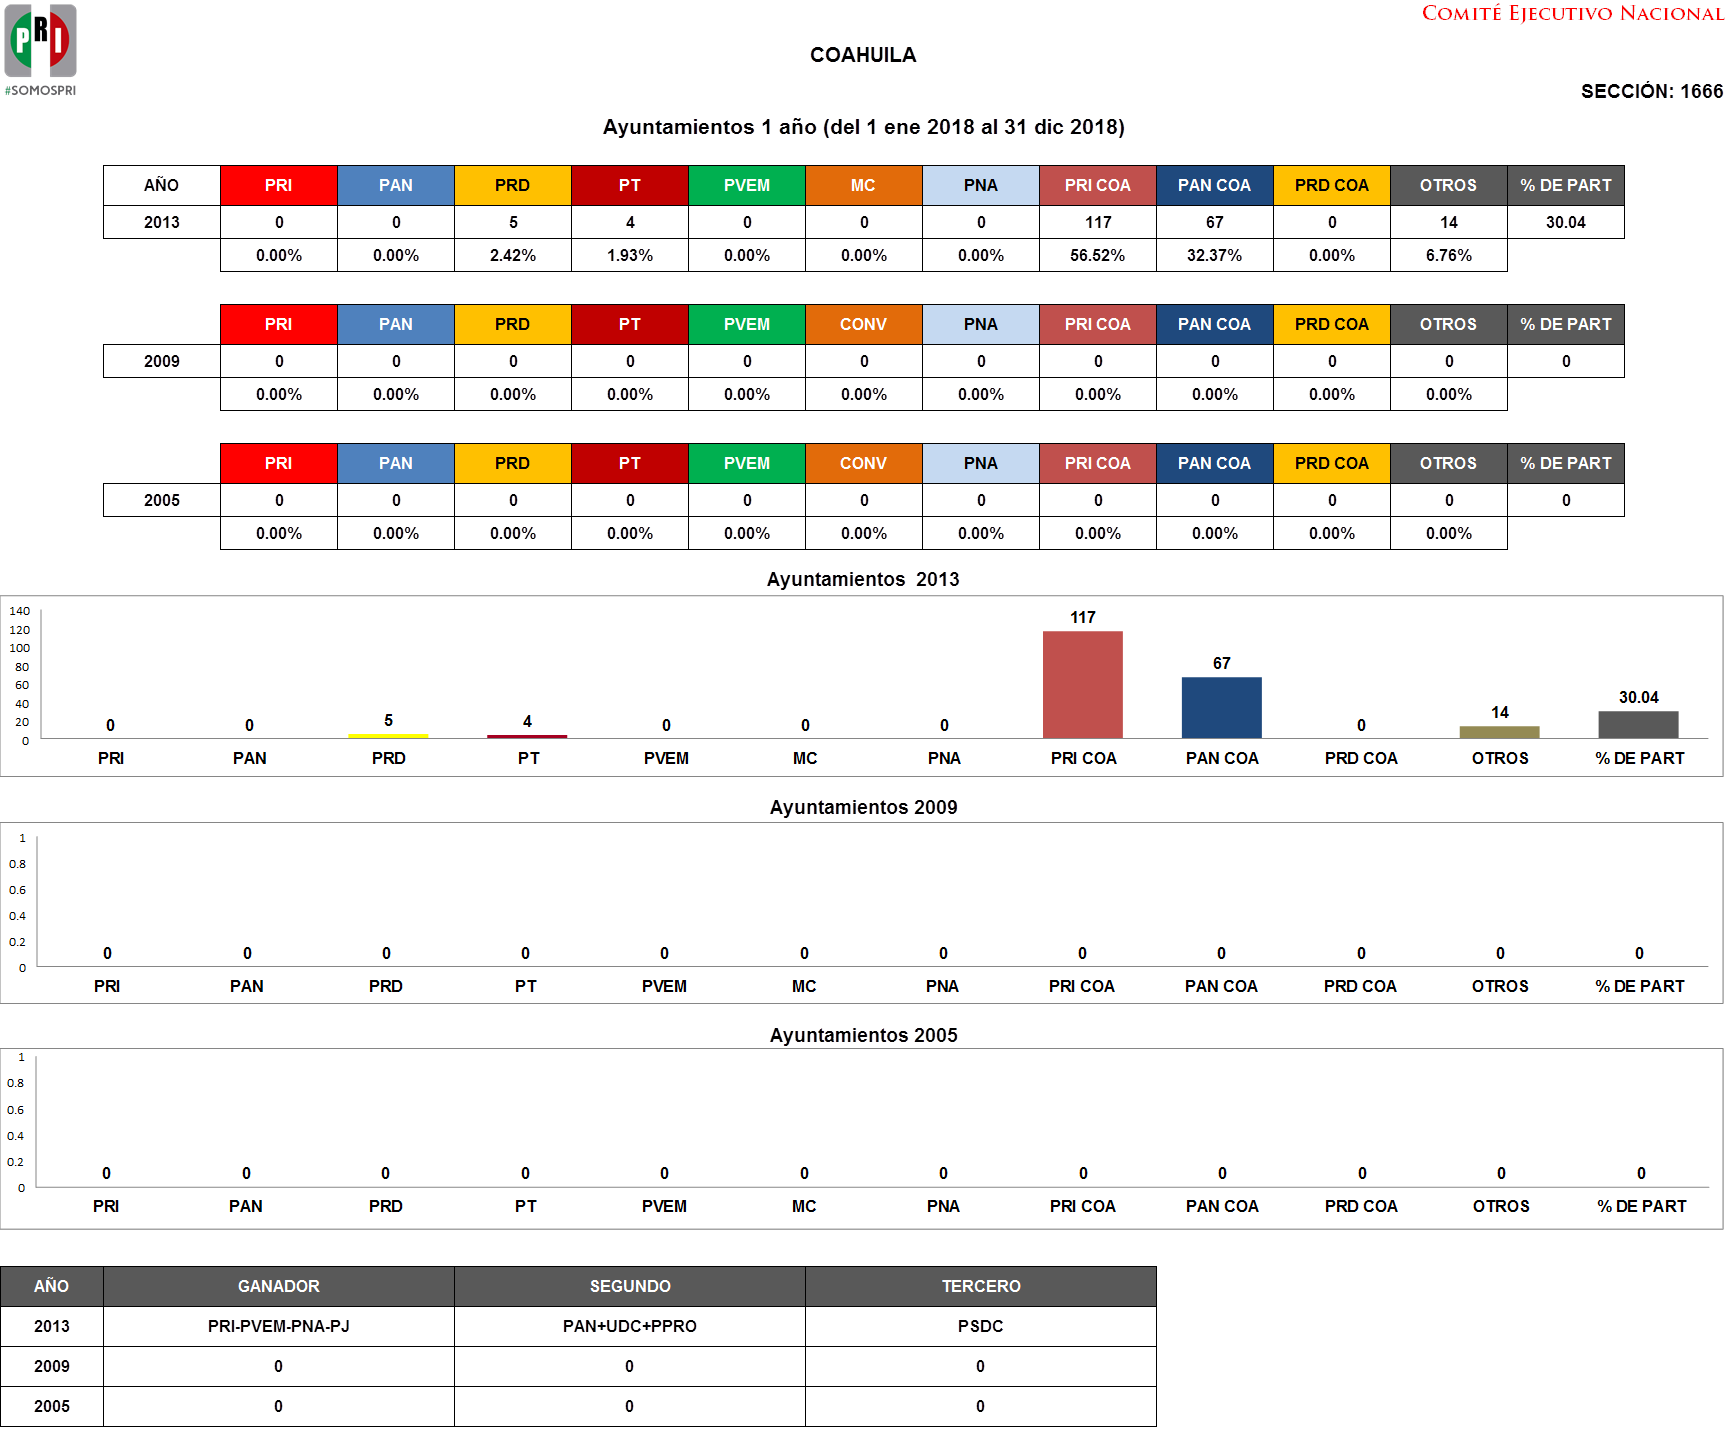 COMITÉ EJECUTIVO NACIONAL
PRI
#SOMOSPRI
COAHUILA
SECCIÓN: 1666
Ayuntamientos 1 año (del 1 ene 2018 al 31 dic 2018)
AÑO PRI PAN PRD PT PVEM MC PNA PRI COA PAN COA PRD COA OTROS % DE PART
2013 0 0 5 4 0 0 0 117 67 0 14 30.04
0.00% 0.00% 2.42% 1.93% 0.00% 0.00% 0.00% 56.52% 32.37% 0.00% 6.76%
PRI PAN PRD PT PVEM CONV PNA PRI COA PAN COA PRD COA OTROS % DE PART
2009 0 0 0 0 0 0 0 0 0 0 0 0
0.00% 0.00% 0.00% 0.00% 0.00% 0.00% 0.00% 0.00% 0.00% 0.00% 0.00%
PRI PAN PRD PT PVEM CONV PNA PRI COA PAN COA PRD COA OTROS % DE PART
2005 0 0 0 0 0 0 0 0 0 0 0 0
0.00% 0.00% 0.00% 0.00% 0.00% 0.00% 0.00% 0.00% 0.00% 0.00% 0.00%
Ayuntamientos 2013
140
120
100
80
60
40
20
0
0 0 5 4 0 0 0 117 67 0 14 30.04
PRI PAN PRD PT PVEM MC PNA PRI COA PAN COA PRD COA OTROS % DE PART
Ayuntamientos 2009
1
0.8
0.6
0.4
0.2
0
0 0 0 0 0 0 0 0 0 0 0 0
PRI PAN PRD PT PVEM MC PNA PRI COA PAN COA PRD COA OTROS % DE PART
Ayuntamientos 2005
1
0.8
0.6
0.4
0.2
0
0 0 0 0 0 0 0 0 0 0 0 0
PRI PAN PRD PT PVEM MC PNA PRI COA PAN COA PRD COA OTROS % DE PART
AÑO GANADOR SEGUNDO TERCERO
2013 PRI-PVEM-PNA-PJ PAN+UDC+PPRO PSDC
2009 0 0 0
2005 0 0 0